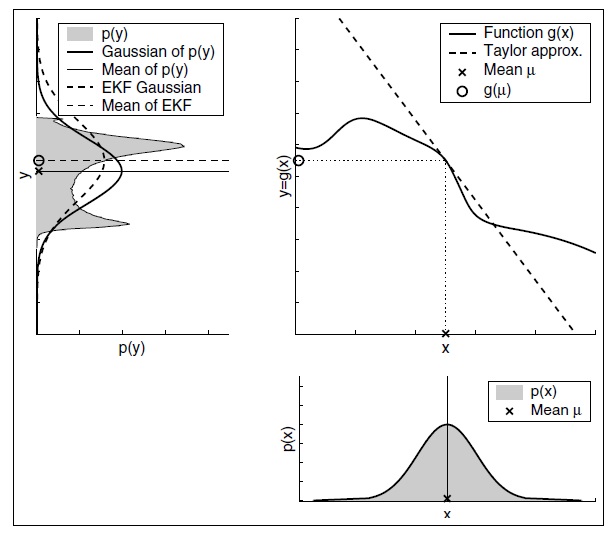 p(y)
Gaussian of p(y)
Mean of p(y)
EKF Gaussian
Mean of EKF
y
p(y)
Function g(x)
Taylor approx.
Mean μ
g(μ)
y=g(x)
x
p(x)
Mean μ
p(x)
x